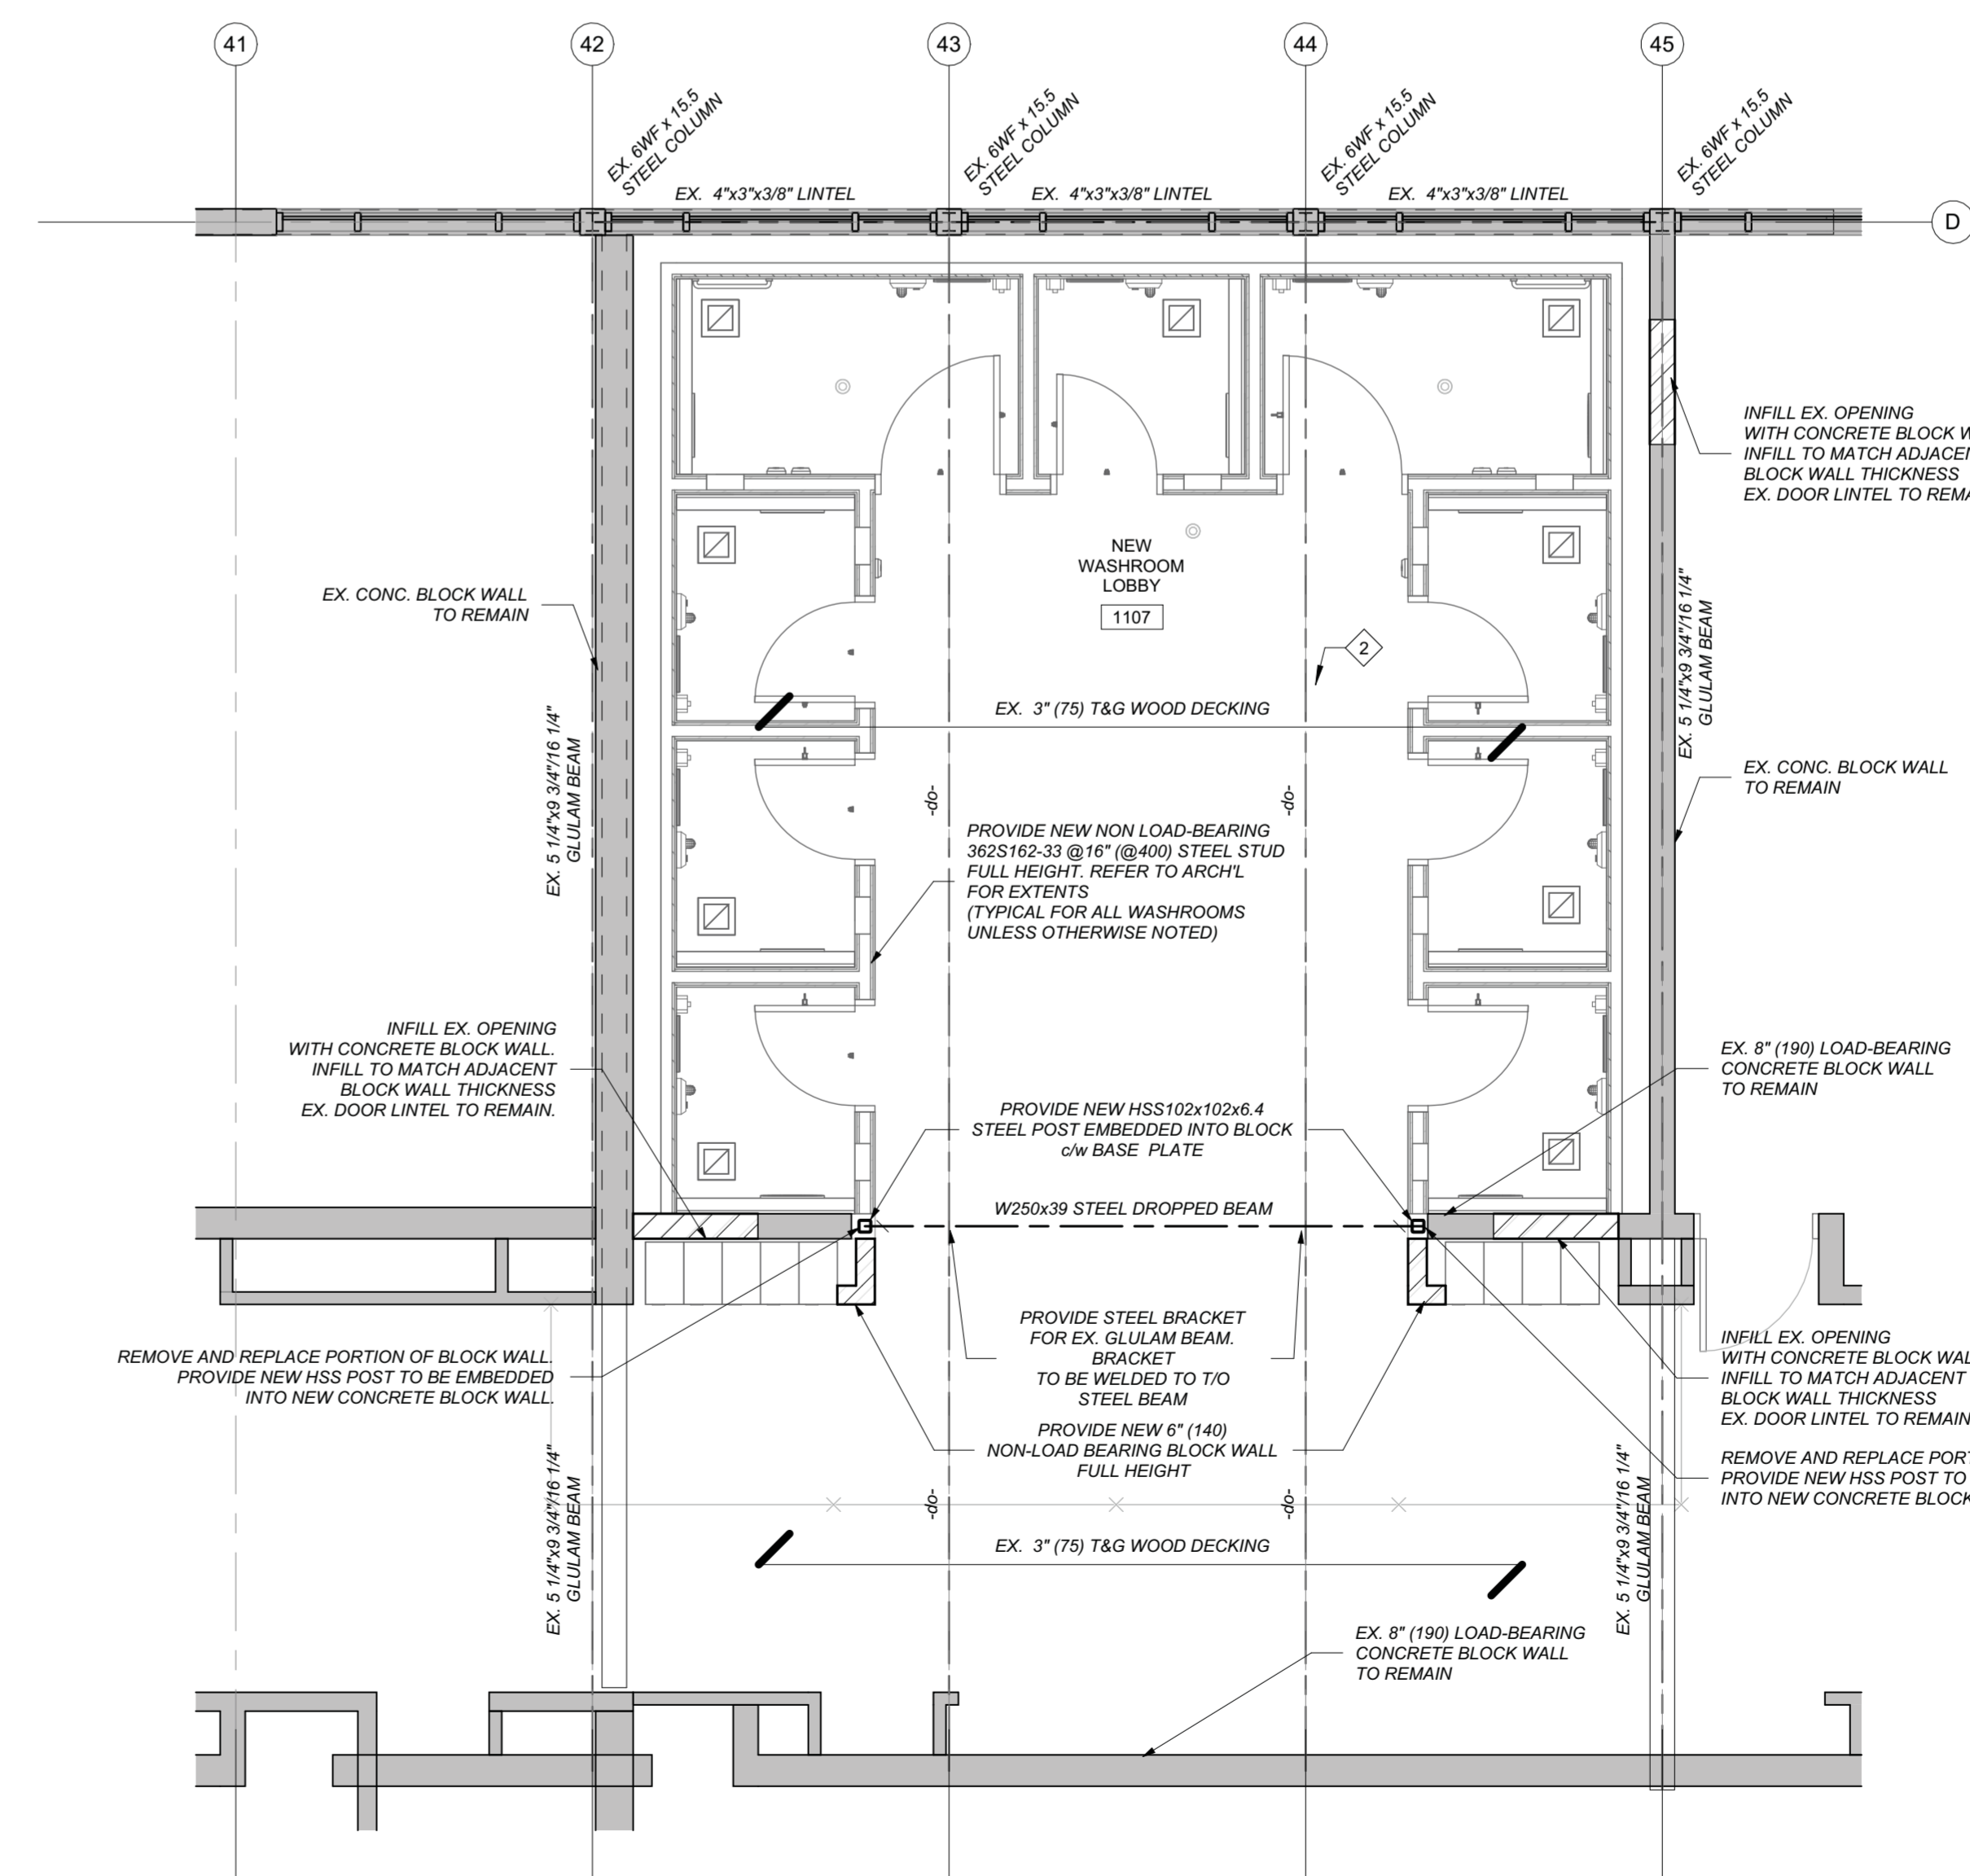 41
42
43
44
45
EX. 6WF x 15.5
STEEL COLUMN
EX. 6WF x 15.5
STEEL COLUMN
EX. 6WF x 15.5
STEEL COLUMN
EX. 6WF x 15.5
STEEL COLUMN
EX. 4"x3"x3/8" LINTEL
EX. 4"x3"x3/8" LINTEL
EX. 4"x3"x3/8" LINTEL
D
INFILL EX. OPENING
WITH CONCRETE BLOCK
INFILL TO MATCH
BLOCK WALL THICKNESS
EX. DOOR LINTEL TO
NEW
WASHROOM
LOBBY
1107
2
EX. CONC. BLOCK WALL
TO REMAIN
EX. 5 1/4"x9 3/4"/16 1/4"
GLULAM BEAM
EX. 5 1/4"x9 3/4"/16 1/4"
GLULAM BEAM
EX. 3" (75) T&G WOOD DECKING
EX. CONC. BLOCK WALL
TO REMAIN
-do-
-do-
PROVIDE NEW NON LOAD-BEARING
362S162-33 @16" (@400) STEEL STUD
FULL HEIGHT. REFER TO ARCH'L
FOR EXTENTS
(TYPICAL FOR ALL WASHROOMS
UNLESS OTHERWISE NOTED)
INFILL EX. OPENING
WITH CONCRETE BLOCK WALL.
INFILL TO MATCH ADJACENT
BLOCK WALL THICKNESS
EX. DOOR LINTEL TO REMAIN.
EX. 8" (190) LOAD-BEARING
CONCRETE BLOCK WALL
TO REMAIN
PROVIDE NEW HSS102x102x6.4
STEEL POST EMBEDDED INTO BLOCK
c/w BASE PLATE
W250x39 STEEL DROPPED BEAM
PROVIDE STEEL BRACKET
FOR EX. GLULAM BEAM.
BRACKET
TO BE WELDED TO T/O
STEEL BEAM
REMOVE AND REPLACE PORTION OF BLOCK WALL.
PROVIDE NEW HSS POST TO BE EMBEDDED
INTO NEW CONCRETE BLOCK WALL.
INFILL EX. OPENING
WITH CONCRETE BLOCK
INFILL TO MATCH ADJACENT
BLOCK WALL THICKNESS
EX. DOOR LINTEL TO REMAIN
PROVIDE NEW 6" (140)
NON-LOAD BEARING BLOCK WALL
FULL HEIGHT
REMOVE AND REPLACE
PROVIDE NEW HSS POST TO
INTO NEW CONCRETE BLOCK
EX. 5 1/4"x9 3/4"/16 1/4"
GLULAM BEAM
-do-
-do-
EX. 5 1/4"x9 3/4"/16 1/4"
GLULAM BEAM
EX. 3" (75) T&G WOOD DECKING
EX. 8" (190) LOAD-BEARING
CONCRETE BLOCK WALL
TO REMAIN